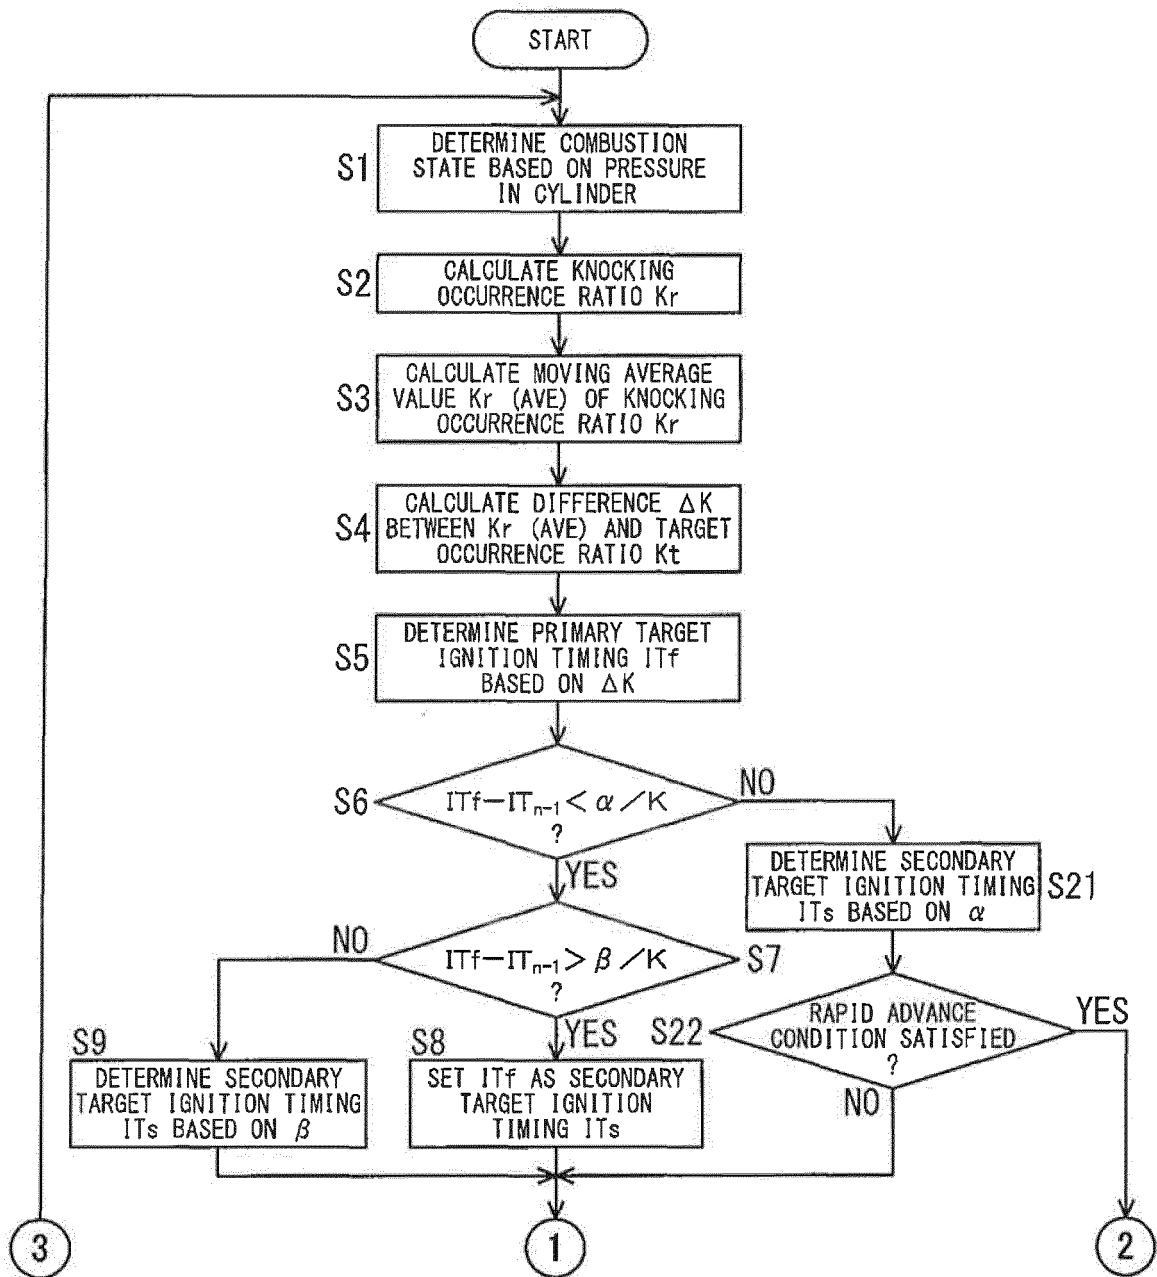 START
S1
DETERMINE COMBUSTION
STATE BASED ON PRESSURE
IN CYLINDER
S2
CALCULATE KNOCKING
OCCURRENCE RATIO Kr
S3
CALCULATE MOVING AVERAGE
VALUE Kr (AVE) OF KNOCKING
OCCURRENCE RATIO Kr
S4
CALCULATE DIFFERENCE ΔK
BETWEEN Kr (AVE) AND TARGET
OCCURRENCE RATIO Kt
S5
DETERMINE PRIMARY TARGET
IGNITION TIMING ITf
BASED ON ΔK
S6
ITf−ITn-1 < α/K
?
NO
YES
DETERMINE SECONDARY
TARGET IGNITION TIMING
ITs BASED ON α
S21
NO
ITf−ITn-1 > β/K
?
S7
YES
S22
RAPID ADVANCE
CONDITION SATISFIED
?
YES
NO
S9
DETERMINE SECONDARY
TARGET IGNITION TIMING
ITs BASED ON β
S8
SET ITf AS SECONDARY
TARGET IGNITION
TIMING ITs
3
1
2